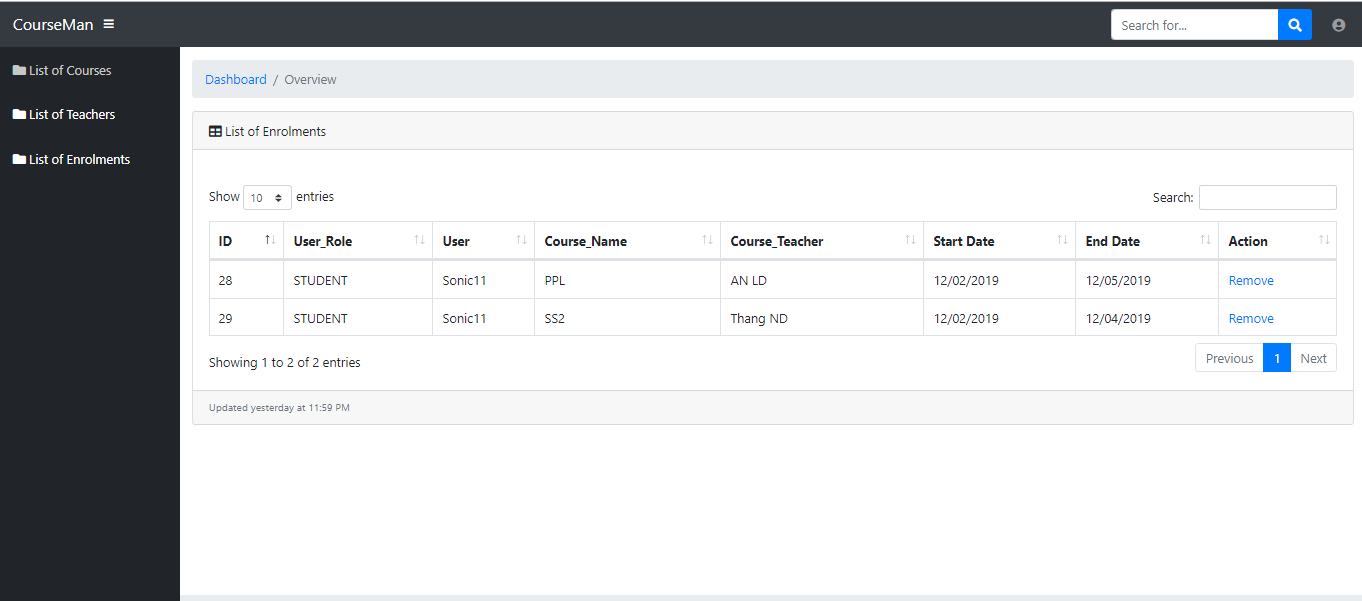 CourseMan
Search for...
List of Courses
List of Teachers
List of Enrolments
Dashboard / Overview
List of Enrolments
Show 10 entries
Search:
ID User_Role User Course_Name Course_Teacher Start Date End Date Action
28 STUDENT Sonic11 PPL AN LD 12/02/2019 12/05/2019 Remove
29 STUDENT Sonic11 SS2 Thang ND 12/02/2019 12/04/2019 Remove
Showing 1 to 2 of 2 entries
Previous 1 Next
Updated yesterday at 11:59 PM